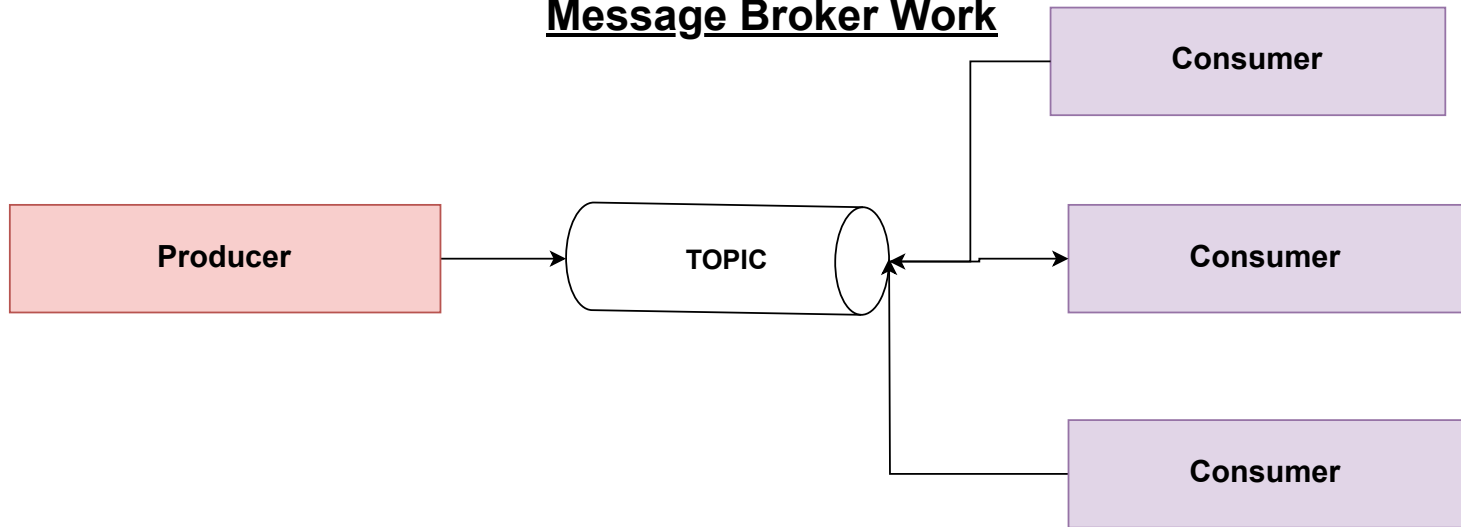 Message Broker Work
Consumer
Producer
TOPIC
Consumer
Consumer